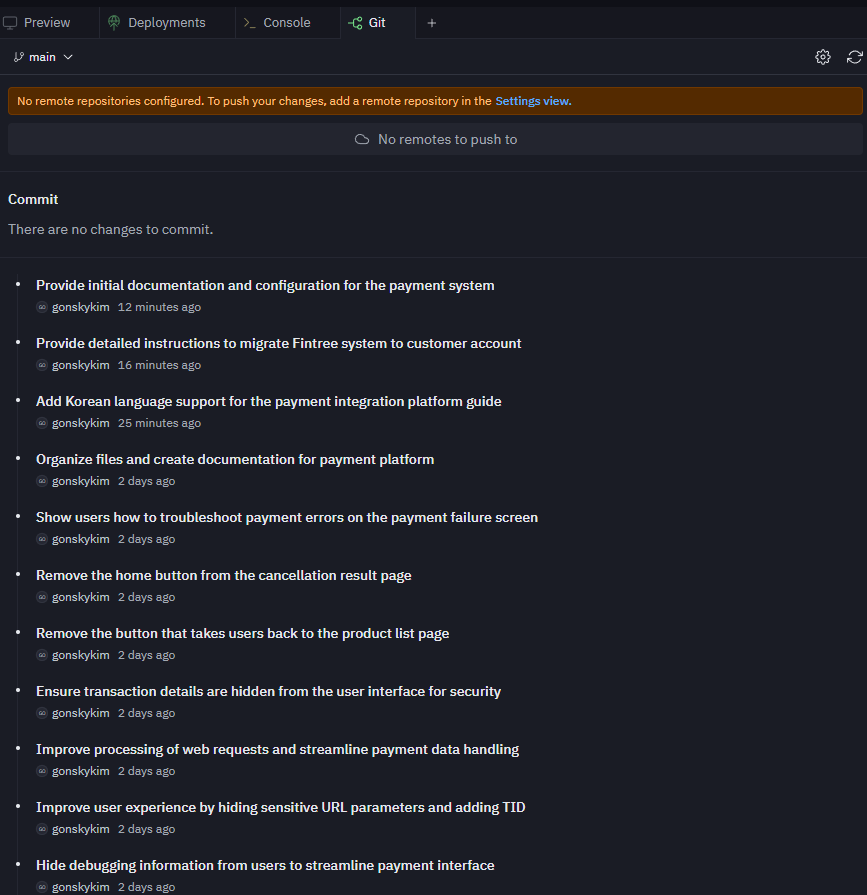 Preview Deployments Console Git
main
No remote repositories configured. To push your changes, add a remote repository in the Settings view.
No remotes to push to
Commit
There are no changes to commit.
Provide initial documentation and configuration for the payment system
gonskykim 12 minutes ago
Provide detailed instructions to migrate Fintree system to customer account
gonskykim 16 minutes ago
Add Korean language support for the payment integration platform guide
gonskykim 25 minutes ago
Organize files and create documentation for payment platform
gonskykim 2 days ago
Show users how to troubleshoot payment errors on the payment failure screen
gonskykim 2 days ago
Remove the home button from the cancellation result page
gonskykim 2 days ago
Remove the button that takes users back to the product list page
gonskykim 2 days ago
Ensure transaction details are hidden from the user interface for security
gonskykim 2 days ago
Improve processing of web requests and streamline payment data handling
gonskykim 2 days ago
Improve user experience by hiding sensitive URL parameters and adding TID
gonskykim 2 days ago
Hide debugging information from users to streamline payment interface
gonskykim 2 days ago